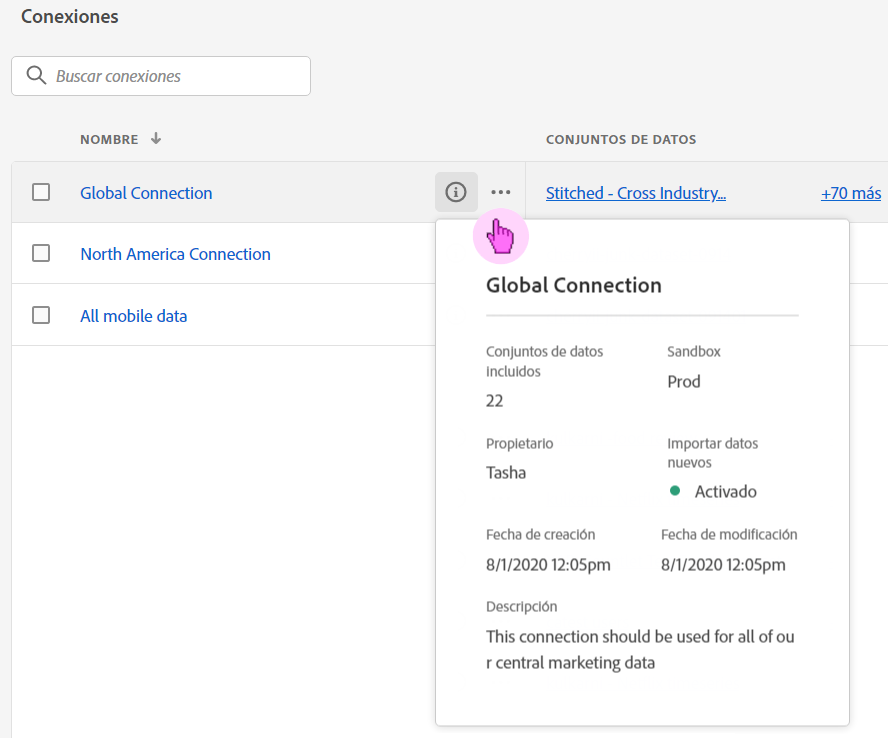 Conexiones
Buscar conexiones
NOMBRE
CONJUNTOS DE DATOS
Global Connection
Stitched - Cross Industry...
+70 más
North America Connection
All mobile data
Global Connection
Conjuntos de datos
incluidos
22
Sandbox
Prod
Propietario
Tasha
Importar datos
nuevos
Activado
Fecha de creación
8/1/2020 12:05pm
Fecha de modificación
8/1/2020 12:05pm
Descripción
This connection should be used for all of ou
r central marketing data